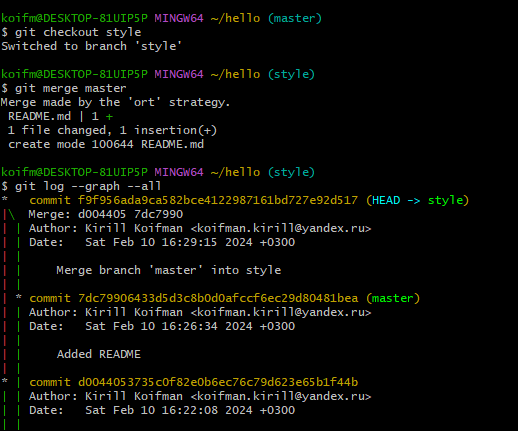 koifm@DESKTOP-81UIP5P MINGW64 ~/hello (master)
$ git checkout style
Switched to branch 'style'
koifm@DESKTOP-81UIP5P MINGW64 ~/hello (style)
$ git merge master
Merge made by the 'ort' strategy.
 README.md | 1 +
 1 file changed, 1 insertion(+)
 create mode 100644 README.md
koifm@DESKTOP-81UIP5P MINGW64 ~/hello (style)
$ git log --graph --all
*   commit f9f956ada9ca582bce4122987161bd727e92d517 (HEAD -> style)
|\  Merge: d004405 7dc7990
| | Author: Kirill Koifman <koifman.kirill@yandex.ru>
| | Date:   Sat Feb 10 16:29:15 2024 +0300
| |
| |     Merge branch 'master' into style
| |
| * commit 7dc79906433d5d3c8b0d0afccf6ec29d80481bea (master)
| | Author: Kirill Koifman <koifman.kirill@yandex.ru>
| | Date:   Sat Feb 10 16:26:34 2024 +0300
| |
| |     Added README
| |
* | commit d0044053735c0f82e0b6ec76c79d623e65b1f44b
| | Author: Kirill Koifman <koifman.kirill@yandex.ru>
| | Date:   Sat Feb 10 16:22:08 2024 +0300
| |